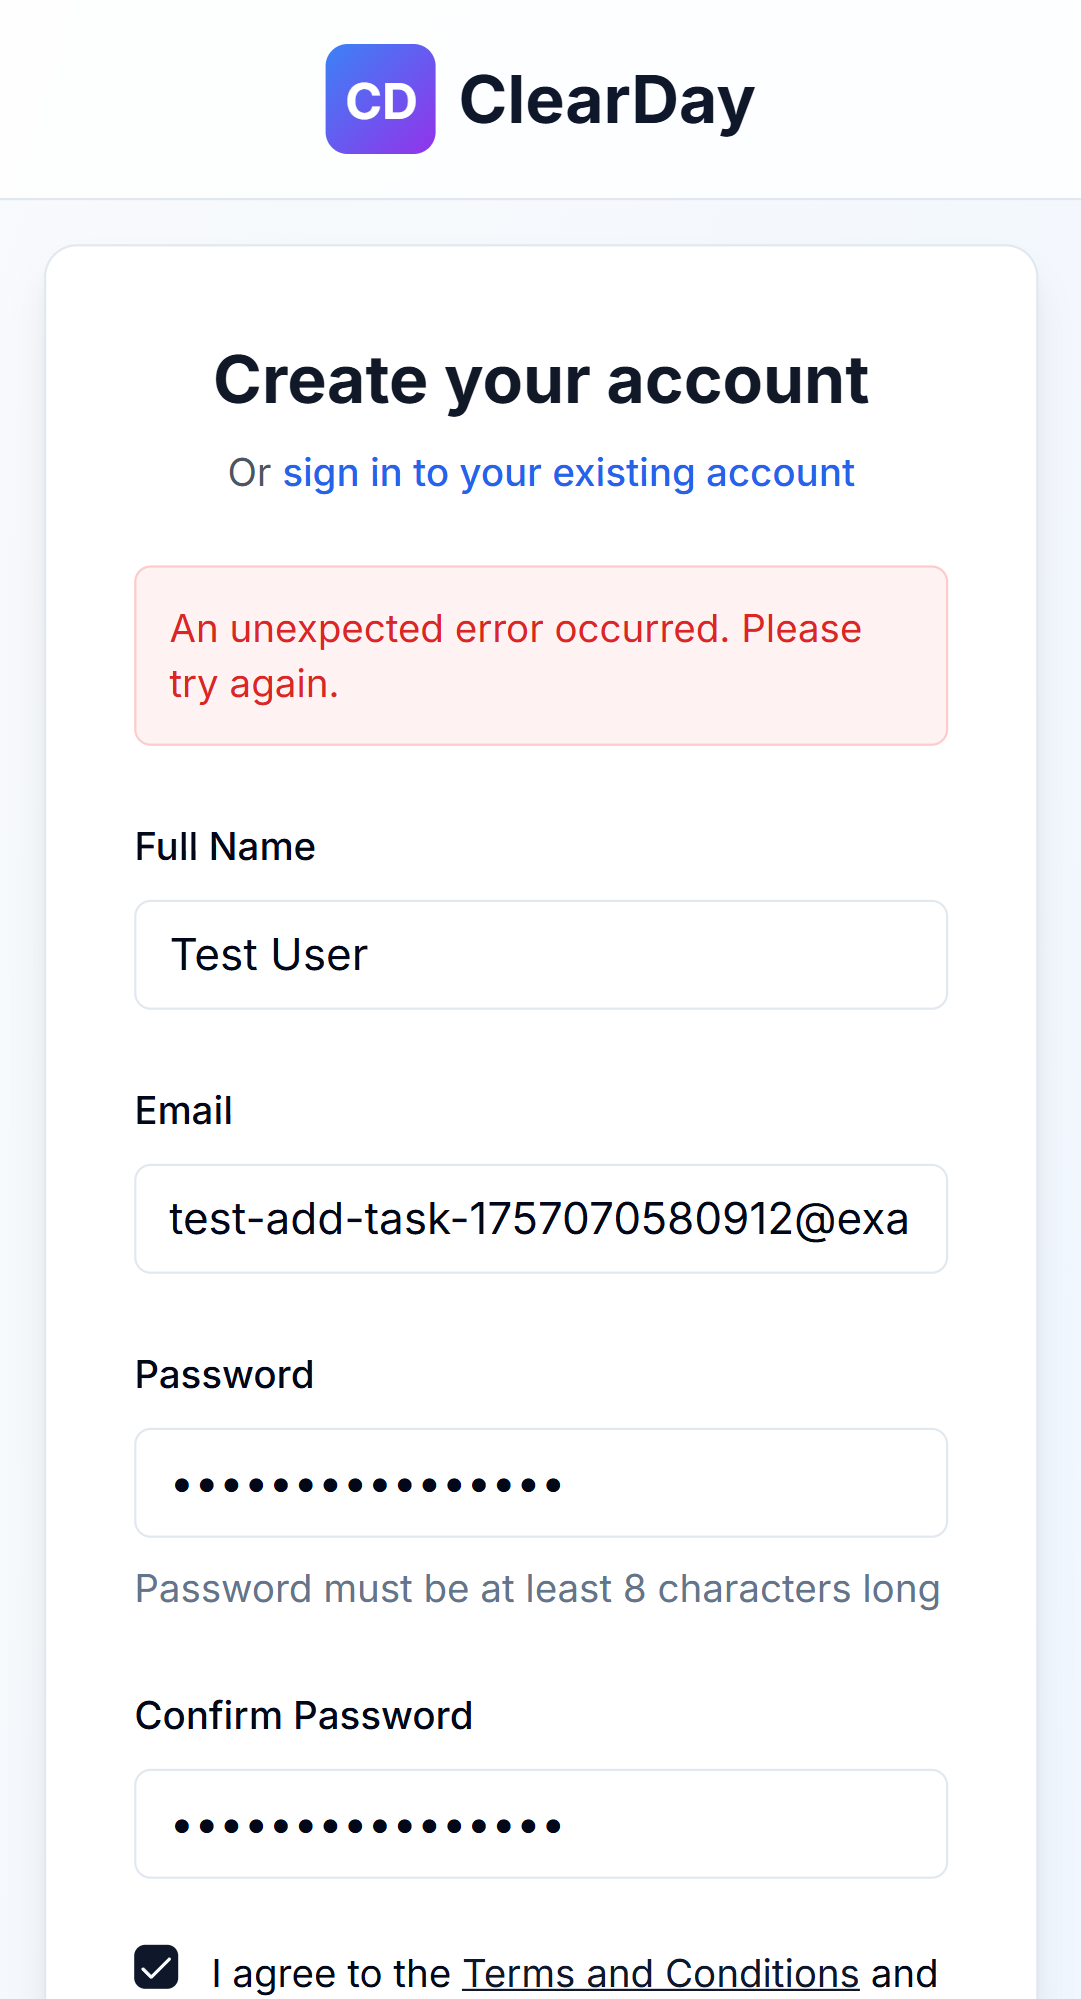 CD ClearDay
Create your account
Or sign in to your existing account
An unexpected error occurred. Please
try again.
Full Name
Test User
Email
test-add-task-1757070580912@exa
Password
••••••••••••••••
Password must be at least 8 characters long
Confirm Password
••••••••••••••••
I agree to the Terms and Conditions and